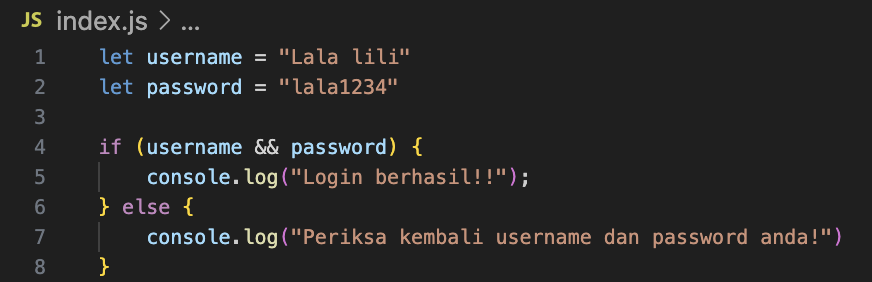 JS index.js > ...
1 let username = "Lala lili"
2 let password = "lala1234"
3
4 if (username && password) {
5     console.log("Login berhasil!!");
6 } else {
7     console.log("Periksa kembali username dan password anda!")
8 }